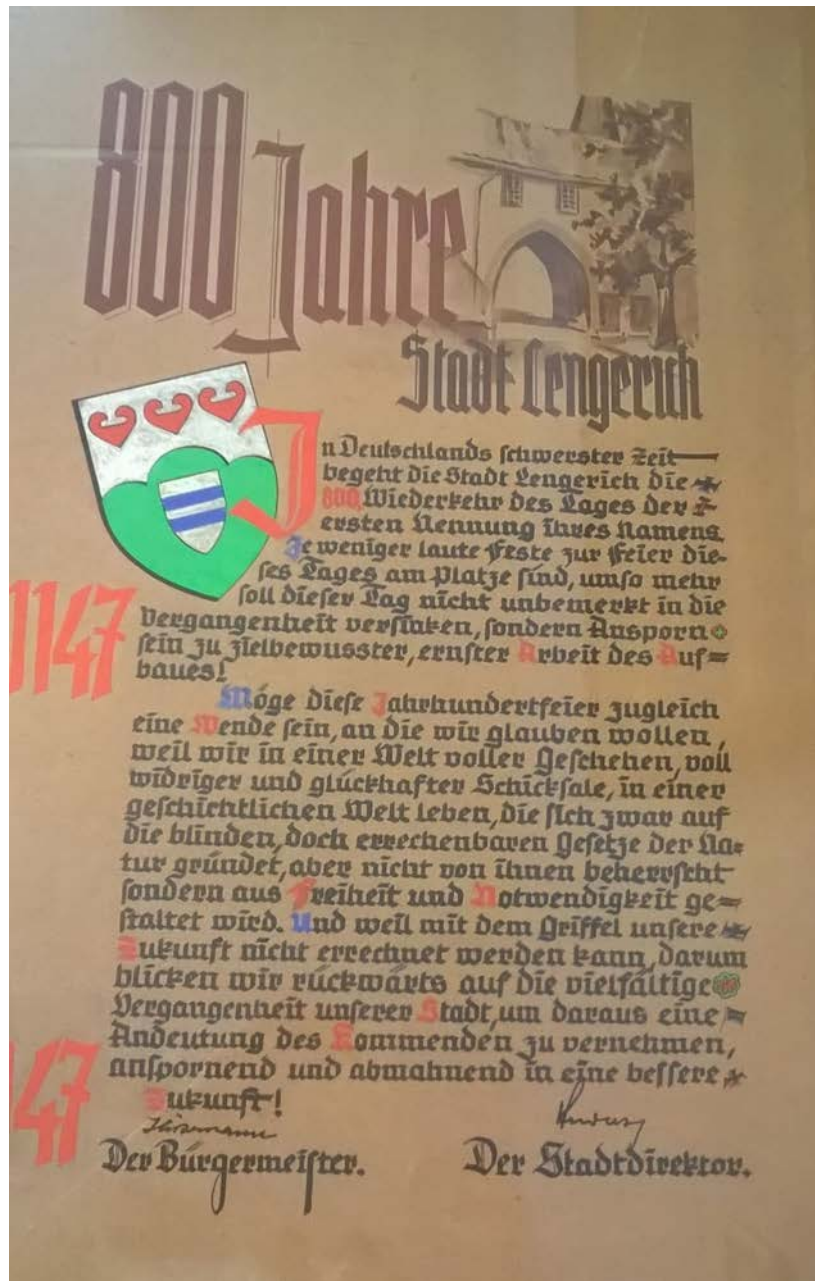 800 Jahre
Stadt Lengerich
In Deutschlands schwerster Zeit
begeht die Stadt Lengerich die
800. Wiederkehr des Tages der
ersten Nennung ihres Namens.
Je weniger laute Feste zur Feier die-
ses Tages am Platze sind, umso mehr
soll dieser Tag nicht unbemerkt in die
Vergangenheit versinken, sondern Ansporn
sein zu zielbewusster, ernster Arbeit des Auf=
baues!
1147
Möge diese Jahrhundertfeier zugleich
eine Wende sein, an die wir glauben wollen,
weil wir in einer Welt voller Geschehen, voll
widriger und glückhafter Schicksale, in einer
geschichtlichen Welt leben, die sich zwar auf
die blinden, doch errechenbaren Gesetze der Na=
tur gründet, aber nicht von ihnen beherrscht
sondern aus Freiheit und Notwendigkeit ge=
staltet wird. Und weil mit dem Griffel unsere
Zukunft nicht errechnet werden kann, darum
blicken wir rückwärts auf die vielfältige
Vergangenheit unserer Stadt, um daraus eine
Andeutung des Kommenden zu vernehmen,
anspornend und abmahnend in eine bessere
Zukunft!
47
Der Bürgermeister. Der Stadtdirektor.